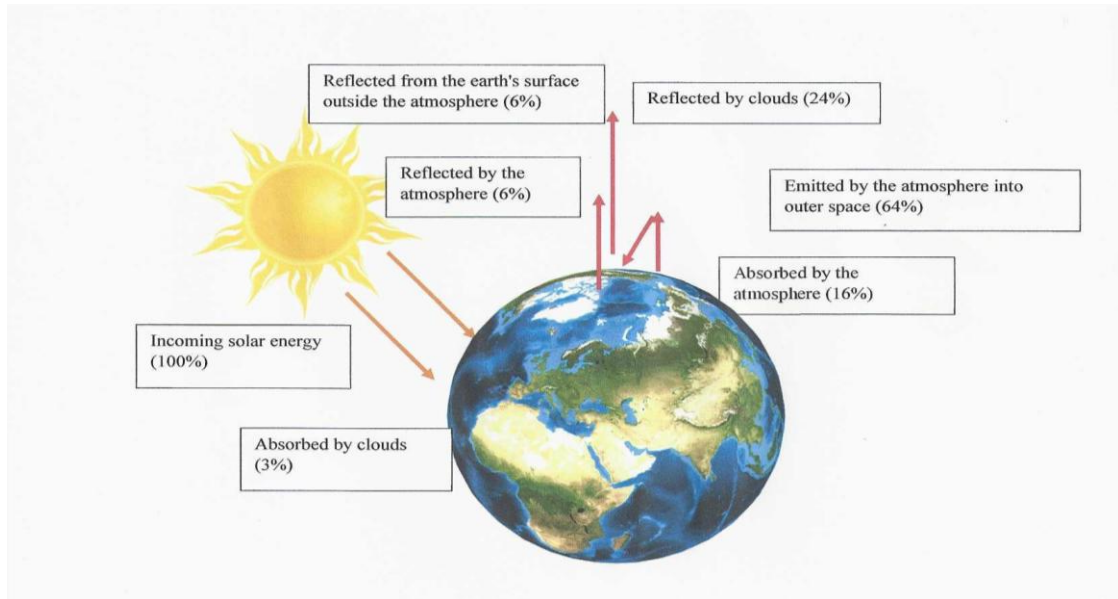 Reflected from the earth's surface
outside the atmosphere (6%)
Reflected by clouds (24%)
Reflected by the
atmosphere (6%)
Emitted by the atmosphere into
outer space (64%)
Absorbed by the
atmosphere (16%)
Incoming solar energy
(100%)
Absorbed by clouds
(3%)